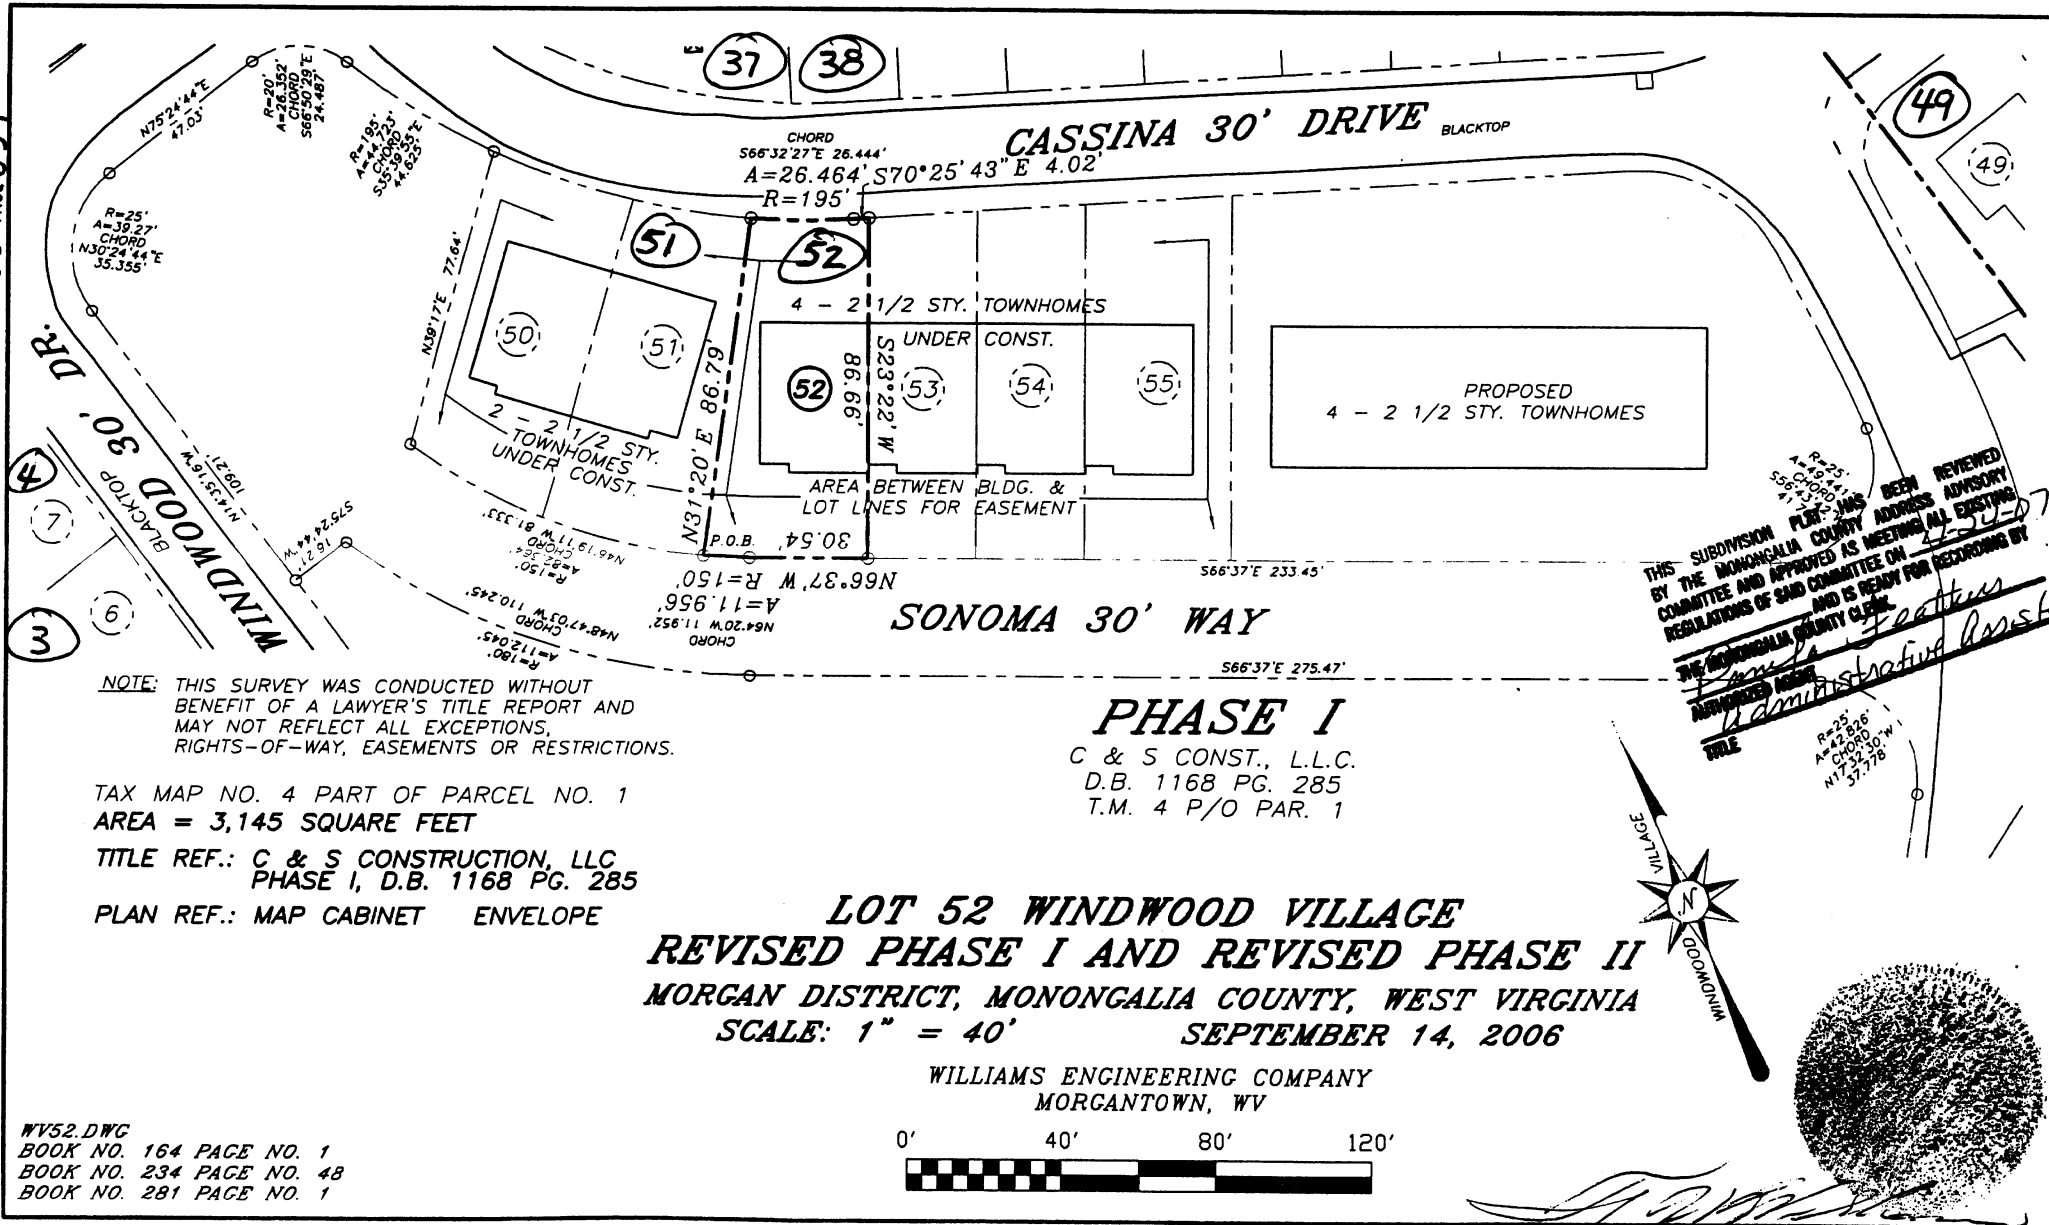 37
38
49
49
CASSINA 30' DRIVE
BLACKTOP
CHORD
S66°32'27"E 26.444'
A=26.464'
S70°25'43"E 4.02'
R=195'
N75°24'44"E
47.03'
R=20'
A=26.352'
CHORD
S66°50'29"E
24.487'
R=195'
A=44.723'
CHORD
S35°39'55"E
44.625'
R=25'
A=39.27'
CHORD
N30°24'44"E
35.355'
N39°17'E 77.64'
51
52
50
51
2 - 2 1/2 STY.
TOWNHOMES
UNDER CONST.
4 - 2 1/2 STY. TOWNHOMES
UNDER CONST.
52
53
54
55
N31°20'E 86.79'
86.66'
S23°22'W
PROPOSED
4 - 2 1/2 STY. TOWNHOMES
AREA BETWEEN BLDG. &
LOT LINES FOR EASEMENT
P.O.B.
30.54'
N66°37'W R=150'
A=11.956'
CHORD
N64°20'W 11.952'
WINDWOOD 30' DR.
BLACKTOP
N14°35'16"W
109.21'
S75°24'44"W
16.21'
4
7
3
6
R=150'
A=82.364'
CHORD
N46°19'11"W 81.333'
R=180'
A=112.045'
CHORD
N48°47'03"W 110.245'
S66°37'E 233.45'
SONOMA 30' WAY
S66°37'E 275.47'
R=25'
A=49.441'
CHORD
THIS SUBDIVISION PLAT HAS BEEN REVIEWED
BY THE MONONGALIA COUNTY ADDRESS ADVISORY
COMMITTEE AND APPROVED AS MEETING ALL EXISTING
REGULATIONS OF SAID COMMITTEE ON
AND IS READY FOR RECORDING BY
THE MONONGALIA COUNTY CLERK.
AUTHORIZED AGENT
Administrative Assist
TITLE
R=25'
A=42.826'
CHORD
N17°32'30"W
37.778'
NOTE: THIS SURVEY WAS CONDUCTED WITHOUT
BENEFIT OF A LAWYER'S TITLE REPORT AND
MAY NOT REFLECT ALL EXCEPTIONS,
RIGHTS-OF-WAY, EASEMENTS OR RESTRICTIONS.
TAX MAP NO. 4 PART OF PARCEL NO. 1
AREA = 3,145 SQUARE FEET
TITLE REF.: C & S CONSTRUCTION, LLC
PHASE I, D.B. 1168 PG. 285
PLAN REF.: MAP CABINET ENVELOPE
PHASE I
C & S CONST., L.L.C.
D.B. 1168 PG. 285
T.M. 4 P/O PAR. 1
WINDWOOD VILLAGE
N
LOT 52 WINDWOOD VILLAGE
REVISED PHASE I AND REVISED PHASE II
MORGAN DISTRICT, MONONGALIA COUNTY, WEST VIRGINIA
SCALE: 1" = 40' SEPTEMBER 14, 2006
WILLIAMS ENGINEERING COMPANY
MORGANTOWN, WV
0' 40' 80' 120'
WV52.DWG
BOOK NO. 164 PAGE NO. 1
BOOK NO. 234 PAGE NO. 48
BOOK NO. 281 PAGE NO. 1